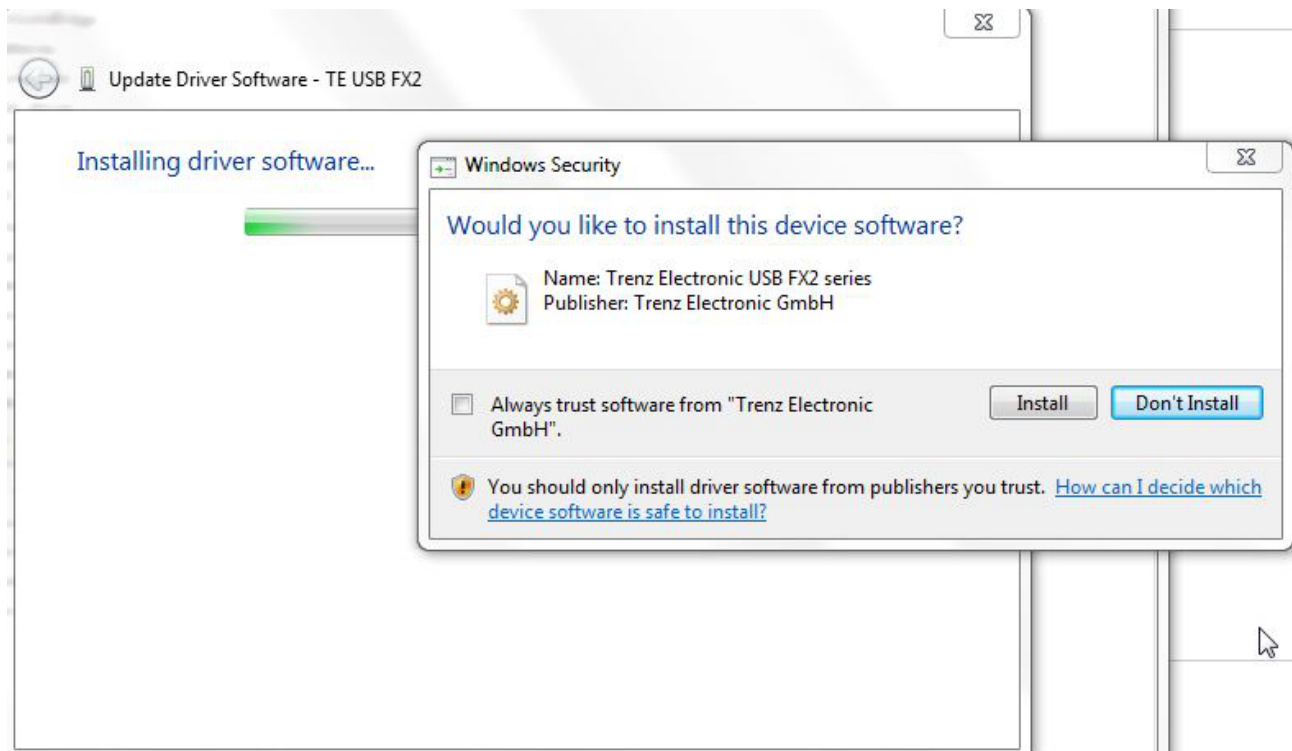 Update Driver Software - TE USB FX2
Installing driver software...
Windows Security
Would you like to install this device software?
Name: Trenz Electronic USB FX2 series
Publisher: Trenz Electronic GmbH
Always trust software from "Trenz Electronic
GmbH".
Install
Don't Install
You should only install driver software from publishers you trust. How can I decide which
device software is safe to install?